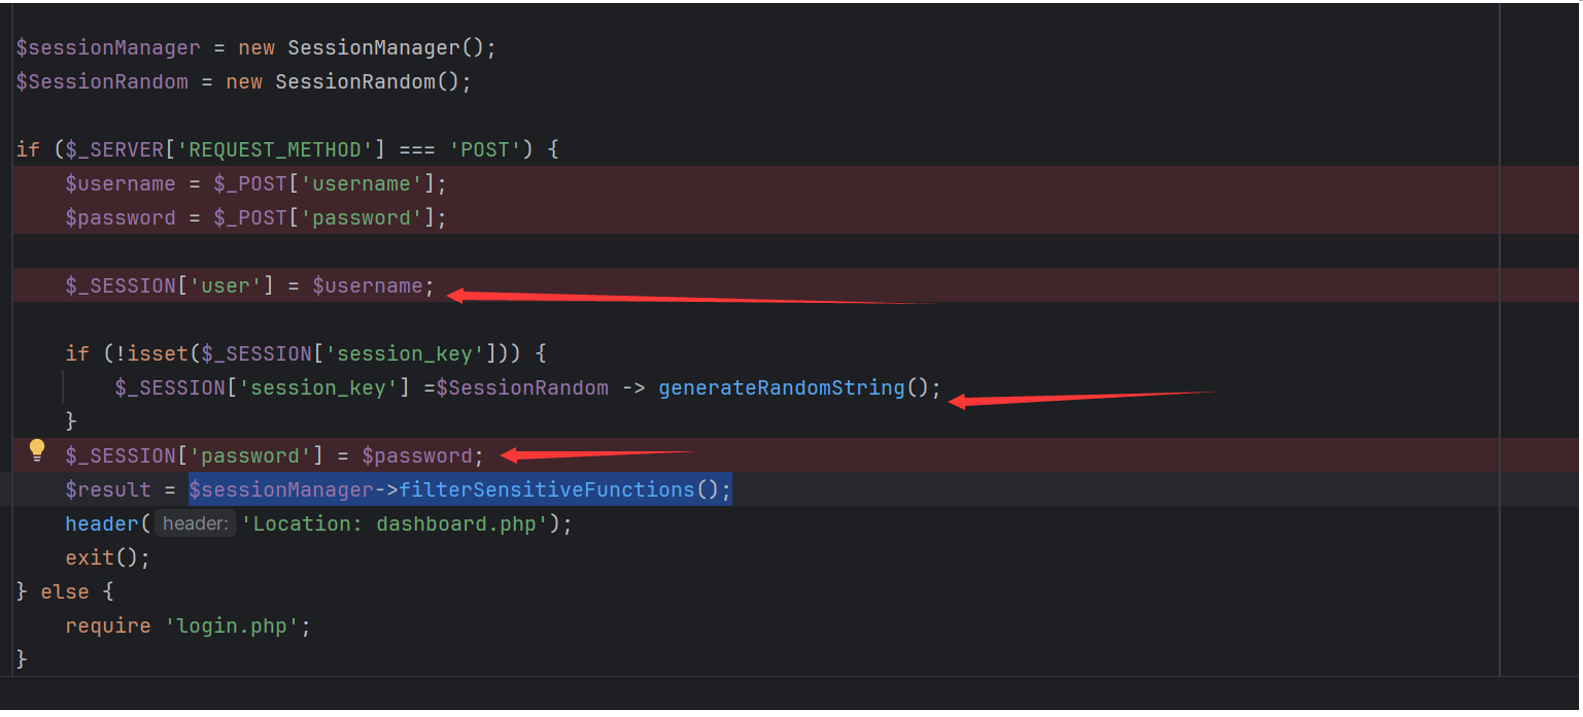 $sessionManager = new SessionManager();
$SessionRandom = new SessionRandom();
if ($_SERVER['REQUEST_METHOD'] === 'POST') {
$username = $_POST['username'];
$password = $_POST['password'];
$_SESSION['user'] = $username;
if (!isset($_SESSION['session_key'])) {
$_SESSION['session_key'] =$SessionRandom -> generateRandomString();
}
$_SESSION['password'] = $password;
$result = $sessionManager->filterSensitiveFunctions();
header( header: 'Location: dashboard.php');
exit();
} else {
require 'login.php';
}